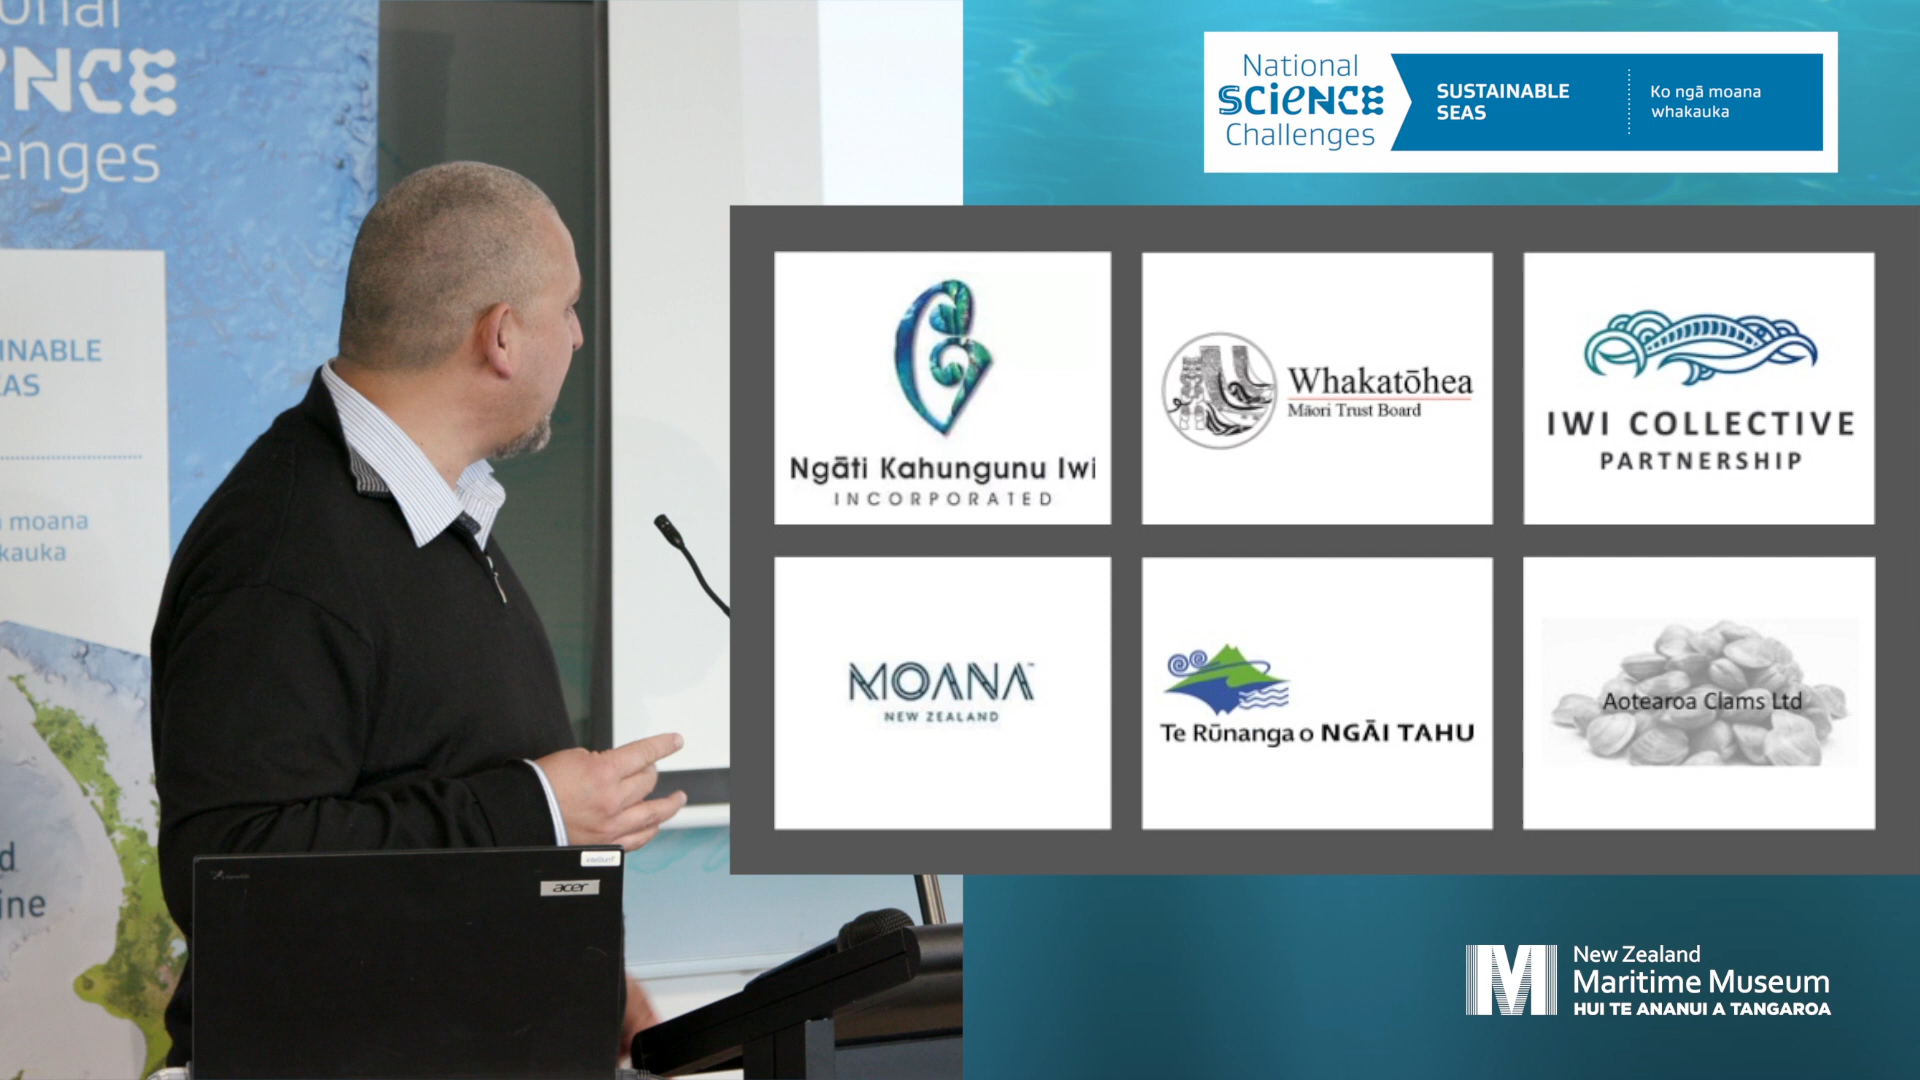 NCE
enges
INABLE
moana
kauka
d
ine
acer
National
SCIENCE
Challenges
SUSTAINABLE
SEAS
Ko ngā moana
whakauka
Ngāti Kahungunu Iwi
INCORPORATED
Whakatōhea
Māori Trust Board
IWI COLLECTIVE
PARTNERSHIP
MOANA™
NEW ZEALAND
Te Rūnanga o NGĀI TAHU
Aotearoa Clams Ltd
New Zealand
Maritime Museum
HUI TE ANANUI A TANGAROA